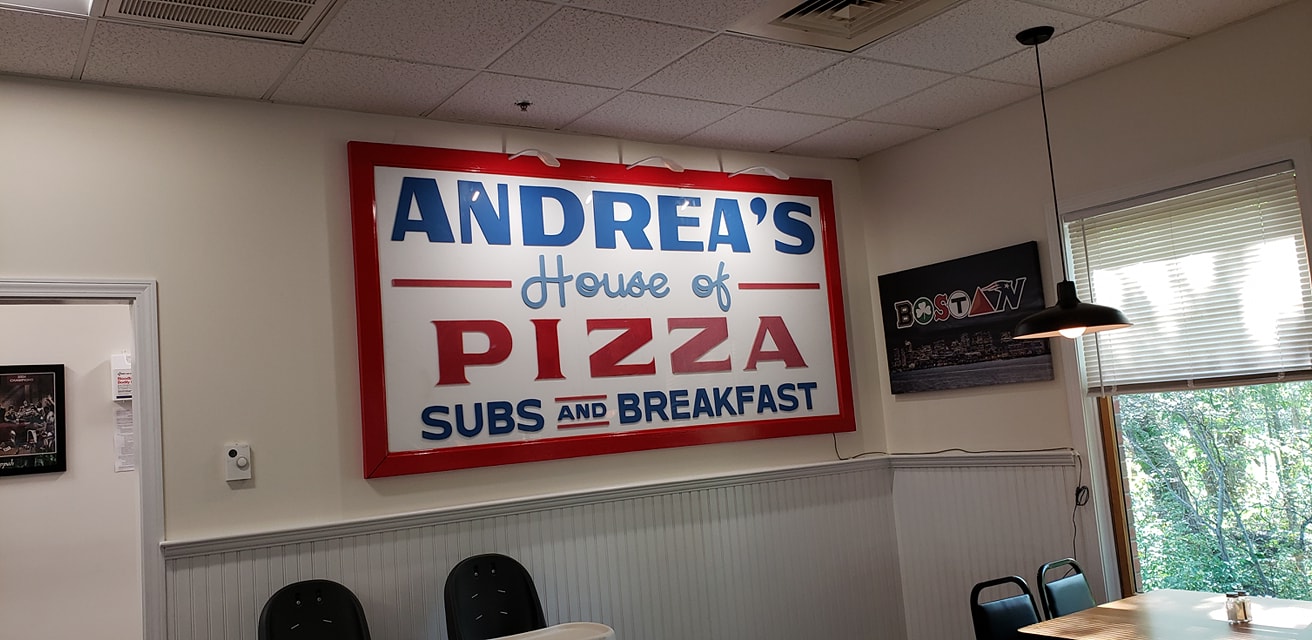 ANDREA'S
House of
PIZZA
SUBS AND BREAKFAST
BOSTON